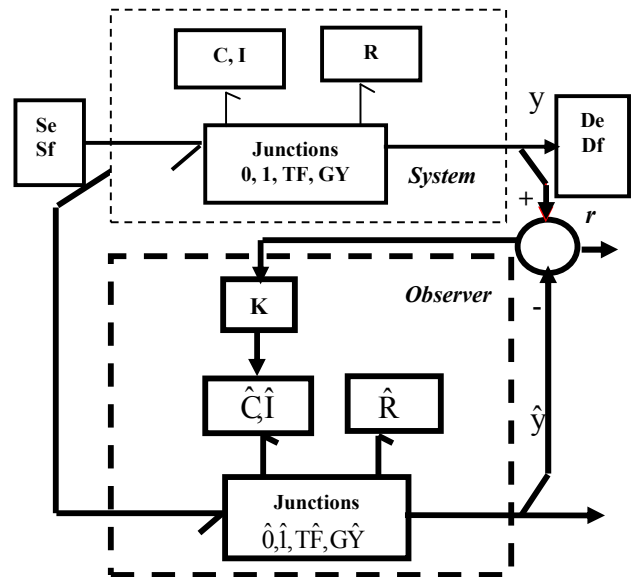 C, I
R
Se
Sf
y
De
Df
Junctions
0, 1, TF, GY
System
+
r
Observer
K
-
Ĉ,Î
R̂
ŷ
Junctions
0̂,1̂,TF̂,GŶ